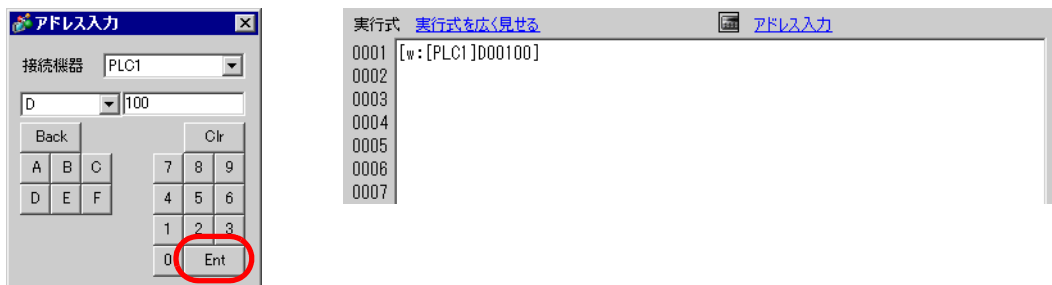 アドレス入力
接続機器 PLC1
D 100
Back Clr
A B C 7 8 9
D E F 4 5 6
1 2 3
0 Ent
実行式 実行式を広く見せる アドレス入力
0001 [w:[PLC1]D00100]
0002
0003
0004
0005
0006
0007